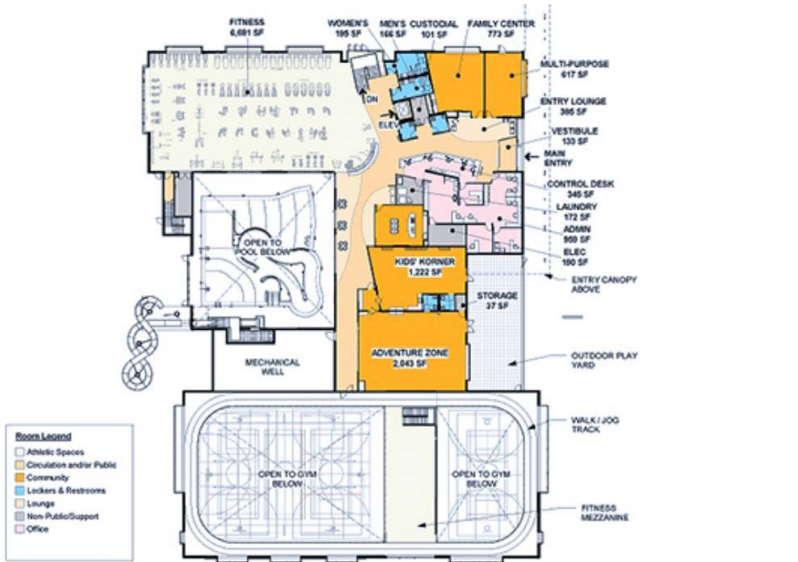 FITNESS
6,691 SF
WOMEN'S
195 SF
MEN'S
166 SF
CUSTODIAL
101 SF
FAMILY CENTER
773 SF
MULTI-PURPOSE
617 SF
ENTRY LOUNGE
395 SF
VESTIBULE
133 SF
MAIN
ENTRY
CONTROL DESK
345 SF
LAUNDRY
172 SF
ADMIN
959 SF
ELEC
190 SF
ENTRY CANOPY
ABOVE
DN
ELEV
OPEN TO
POOL BELOW
KIDS' KORNER
1,222 SF
STORAGE
37 SF
MECHANICAL
WELL
ADVENTURE ZONE
2,043 SF
OUTDOOR PLAY
YARD
WALK / JOG
TRACK
OPEN TO GYM
BELOW
OPEN TO GYM
BELOW
FITNESS
MEZZANINE
Room Legend
Athletic Spaces
Circulation and/or Public
Community
Lockers & Restrooms
Lounge
Non-Public/Support
Office